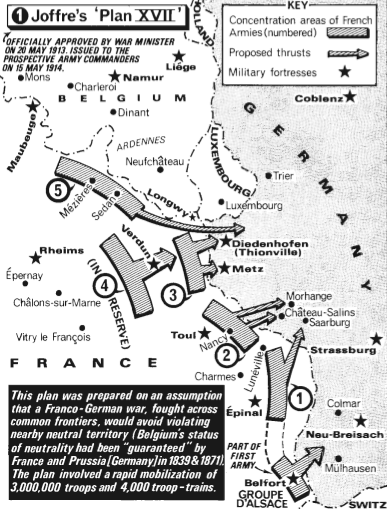 1 Joffre's 'Plan XVII'
OFFICIALLY APPROVED BY WAR MINISTER
ON 20 MAY 1913. ISSUED TO THE
PROSPECTIVE ARMY COMMANDERS
ON 15 MAY 1914.
KEY
Concentration areas of French
Armies (numbered)
Proposed thrusts
Military fortresses
SCOTLAND
Liége
Mons
Namur
Charleroi
BELGIUM
Dinant
Maubeuge
Coblenz
GERMANY
ARDENNES
Neufchâteau
LUXEMBOURG
Trier
Luxembourg
5
Mézières
Sedan
Longwy
Diedenhofen
(Thionville)
Metz
Rheims
4
Verdun
3
(IN RESERVE)
Épernay
Châlons-sur-Marne
Vitry le François
FRANCE
Morhange
Château-Salins
Saarburg
Toul
Nancy
2
Strassburg
Charmes
Lunéville
1
Épinal
Colmar
Neu-Breisach
PART OF
FIRST
ARMY
Mülhausen
Belfort
GROUPE
D'ALSACE
SWITZ
This plan was prepared on an assumption
that a Franco-German war, fought across
common frontiers, would avoid violating
nearby neutral territory (Belgium's status
of neutrality had been "guaranteed" by
France and Prussia[Germany]in 1839&1871).
The plan involved a rapid mobilization of
3,000,000 troops and 4,000 troop-trains.